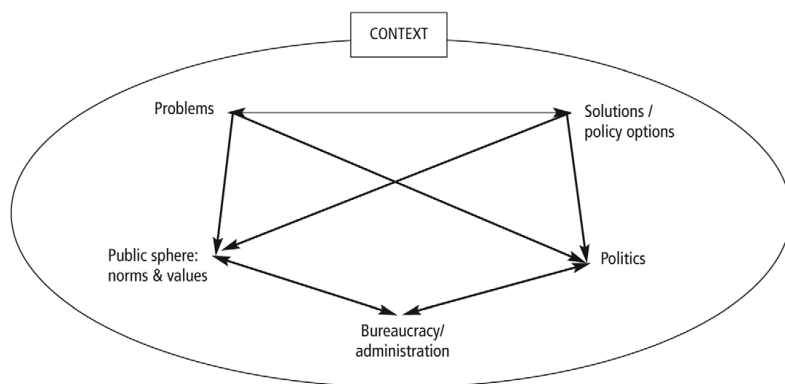 CONTEXT
Problems
Solutions /
policy options
Public sphere:
norms & values
Politics
Bureaucracy/
administration